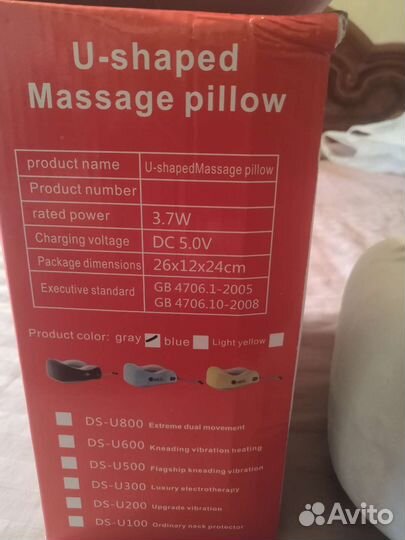 U-shaped
Massage pillow
product name U-shapedMassage pillow
Product number
rated power 3.7W
Charging voltage DC 5.0V
Package dimensions 26x12x24cm
Executive standard GB 4706.1-2005
GB 4706.10-2008
Product color: gray blue Light yellow
DS-U800 Extreme dual movement
DS-U600 Kneading vibration heating
DS-U500 Flagship kneading vibration
DS-U300 Luxury electrotherapy
DS-U200 Upgrade vibration
DS-U100 Ordinary neck protector
Avito